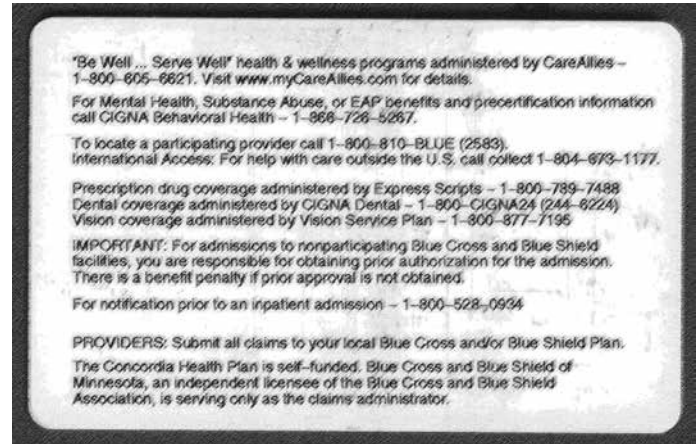 "Be Well ... Serve Well" health & wellness programs administered by CareAllies –
1–800–605–6621. Visit www.myCareAllies.com for details.
For Mental Health, Substance Abuse, or EAP benefits and precertification information
call CIGNA Behavioral Health – 1–866–726–5267.
To locate a participating provider call 1–800–810–BLUE (2583).
International Access: For help with care outside the U.S. call collect 1–804–673–1177.
Prescription drug coverage administered by Express Scripts – 1–800–789–7488
Dental coverage administered by CIGNA Dental – 1–800–CIGNA24 (244–6224)
Vision coverage administered by Vision Service Plan – 1–800–877–7195
IMPORTANT: For admissions to nonparticipating Blue Cross and Blue Shield
facilities, you are responsible for obtaining prior authorization for the admission.
There is a benefit penalty if prior approval is not obtained.
For notification prior to an inpatient admission – 1–800–528–0934
PROVIDERS: Submit all claims to your local Blue Cross and/or Blue Shield Plan.
The Concordia Health Plan is self–funded. Blue Cross and Blue Shield of
Minnesota, an independent licensee of the Blue Cross and Blue Shield
Association, is serving only as the claims administrator.